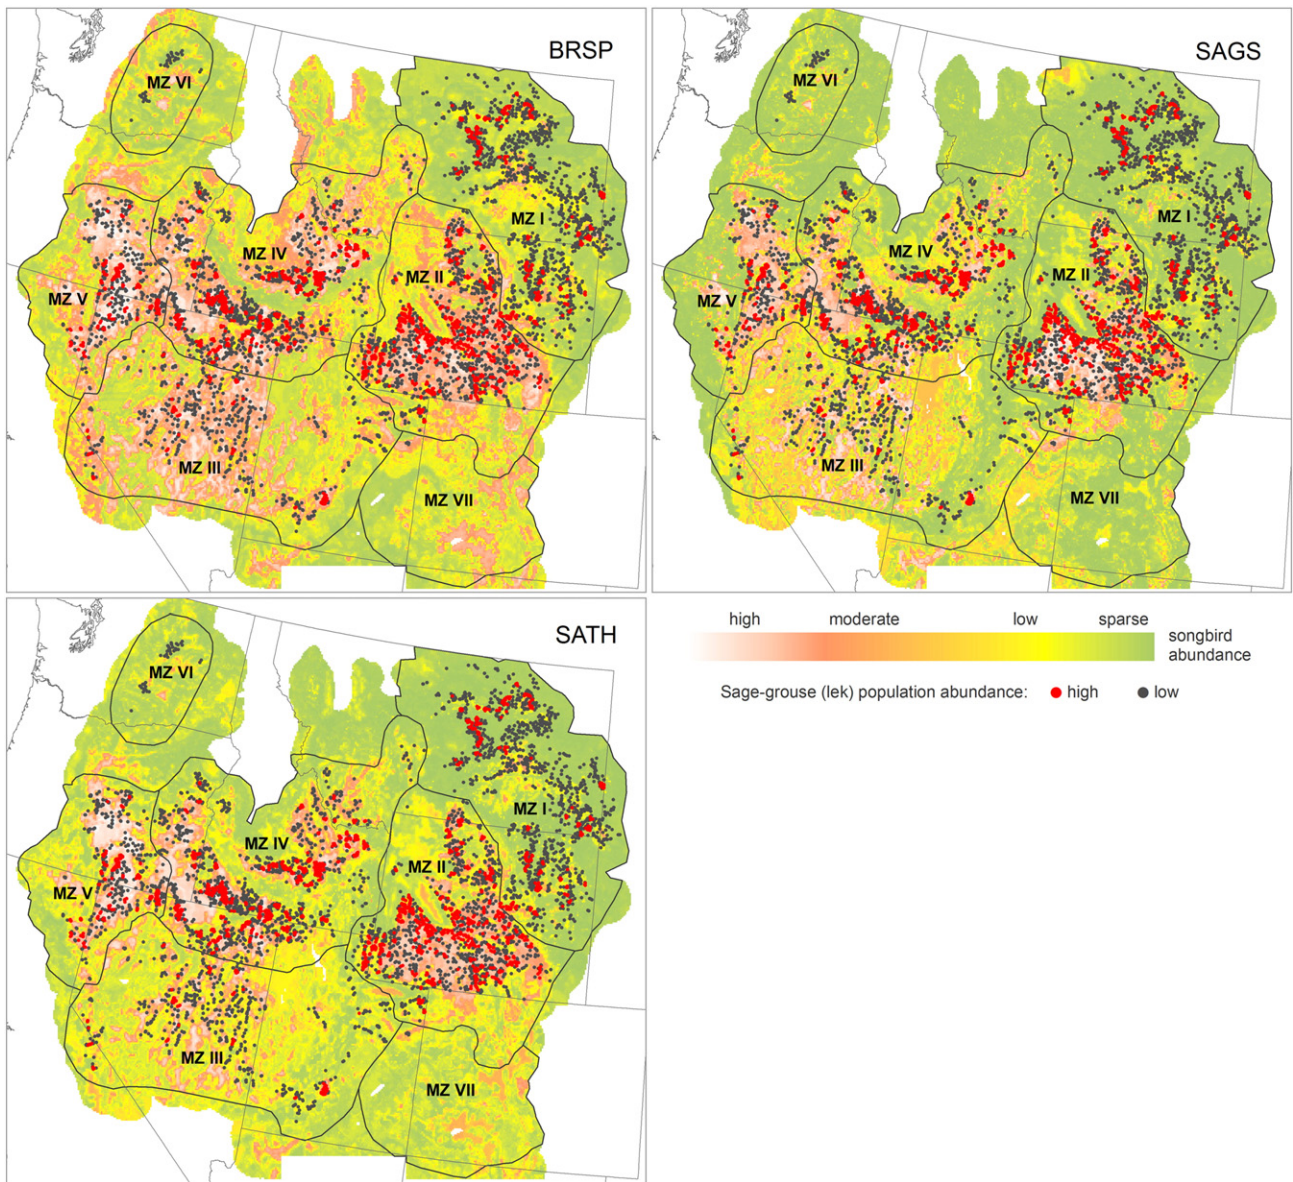 BRSP
MZ VI
MZ I
MZ IV
MZ II
MZ V
MZ III
MZ VII
SAGS
MZ VI
MZ I
MZ IV
MZ II
MZ V
MZ III
MZ VII
SATH
MZ VI
MZ I
MZ IV
MZ II
MZ V
MZ III
MZ VII
high moderate low sparse
songbird
abundance
Sage-grouse (lek) population abundance: high low